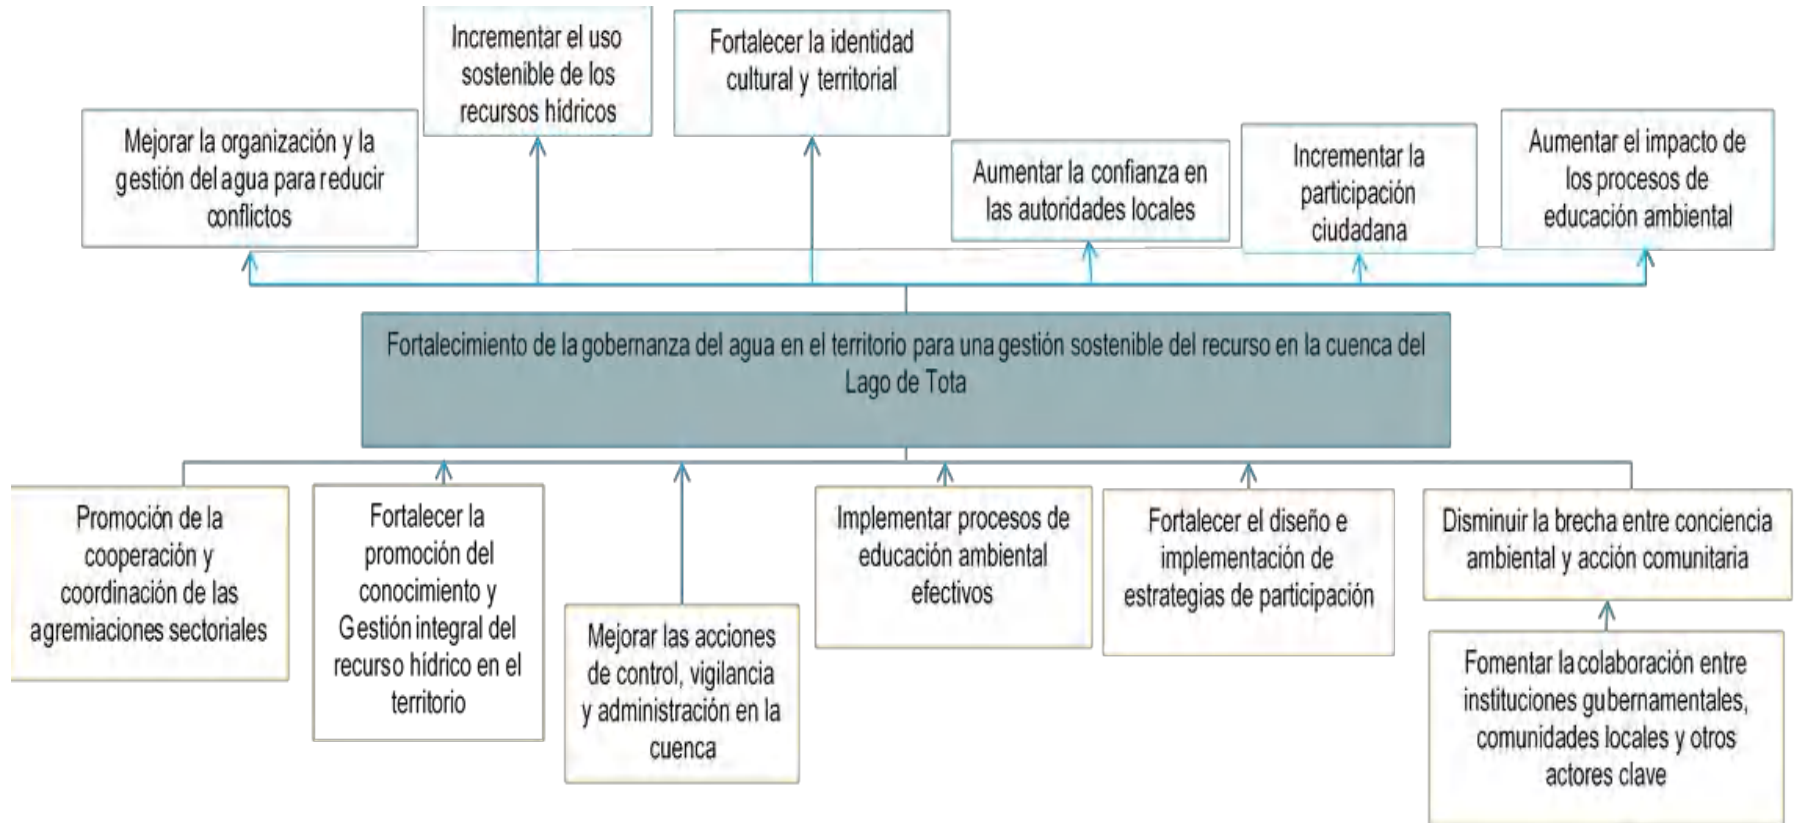 Incrementar el uso
sostenible de los
recursos hídricos
Fortalecer la identidad
cultural y territorial
Mejorar la organización y la
gestión del agua para reducir
conflictos
Aumentar la confianza en
las autoridades locales
Incrementar la
participación
ciudadana
Aumentar el impacto de
los procesos de
educación ambiental
Fortalecimiento de la gobernanza del agua en el territorio para una gestión sostenible del recurso en la cuenca del
Lago de Tota
Promoción de la
cooperación y
coordinación de las
agremiaciones sectoriales
Fortalecer la
promoción del
conocimiento y
Gestión integral del
recurso hídrico en el
territorio
Mejorar las acciones
de control, vigilancia
y administración en la
cuenca
Implementar procesos de
educación ambiental
efectivos
Fortalecer el diseño e
implementación de
estrategias de participación
Disminuir la brecha entre conciencia
ambiental y acción comunitaria
Fomentar la colaboración entre
instituciones gubernamentales,
comunidades locales y otros
actores clave